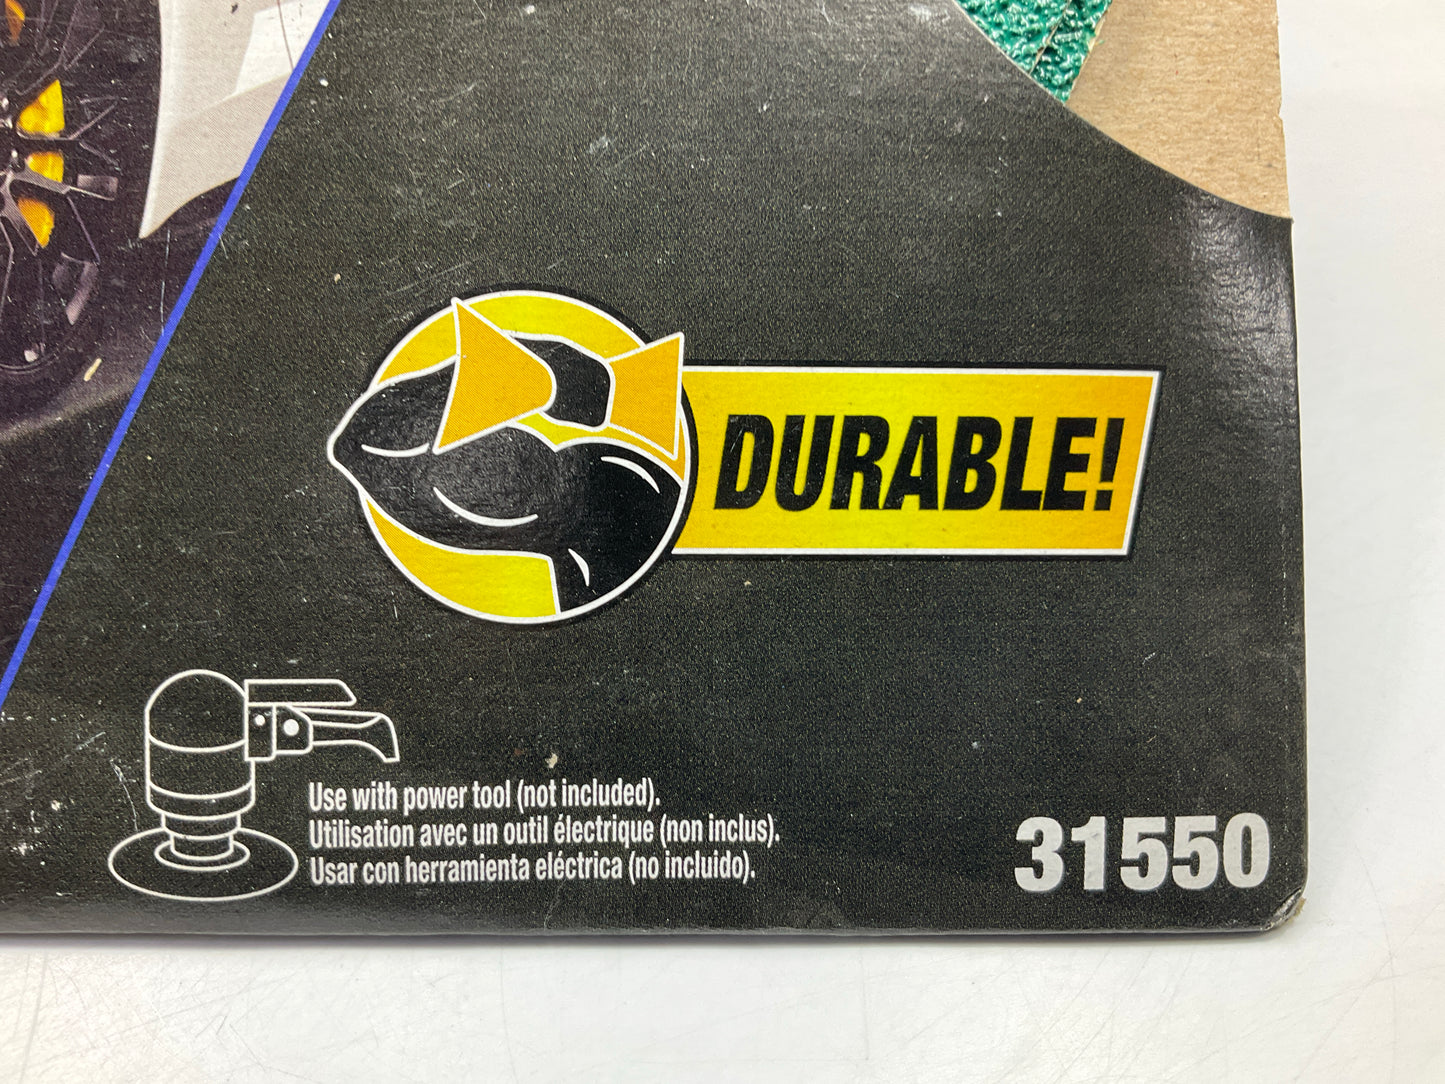 DURABLE!
Use with power tool (not included).
Utilisation avec un outil électrique (non inclus).
Usar con herramienta eléctrica (no incluido).
31550